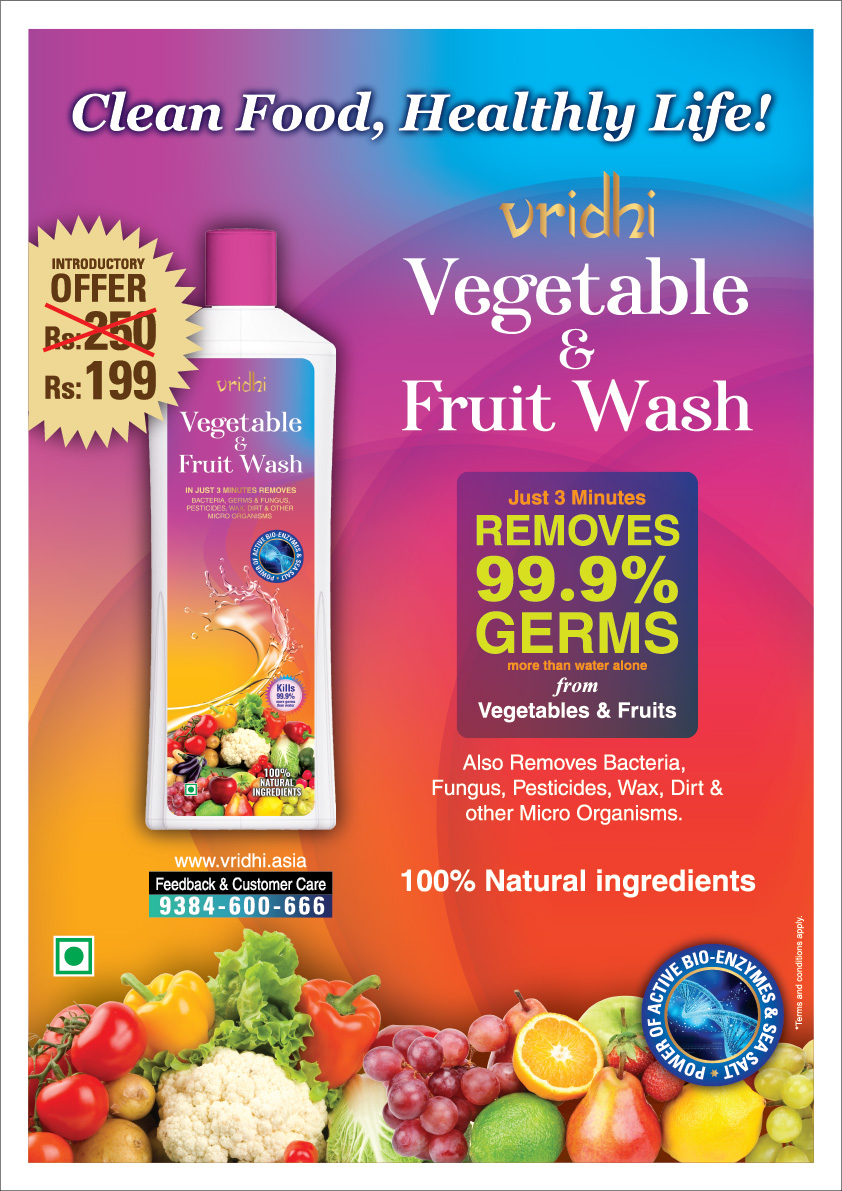 Clean Food, Healthly Life!
vridhi
Vegetable
&
Fruit Wash
INTRODUCTORY
OFFER
Rs:250
Rs:199
vridhi
Vegetable
&
Fruit Wash
IN JUST 3 MINUTES REMOVES
BACTERIA, GERMS & FUNGUS,
PESTICIDES, WAX, DIRT & OTHER
MICRO ORGANISMS
POWER OF ACTIVE BIO-ENZYMES & SEA SALT
Kills
99.9%
more germs
than water
100%
NATURAL
INGREDIENTS
Just 3 Minutes
REMOVES
99.9%
GERMS
more than water alone
from
Vegetables & Fruits
Also Removes Bacteria,
Fungus, Pesticides, Wax, Dirt &
other Micro Organisms.
100% Natural ingredients
www.vridhi.asia
Feedback & Customer Care
9384-600-666
POWER OF ACTIVE BIO-ENZYMES & SEA SALT
*Terms and conditions apply.